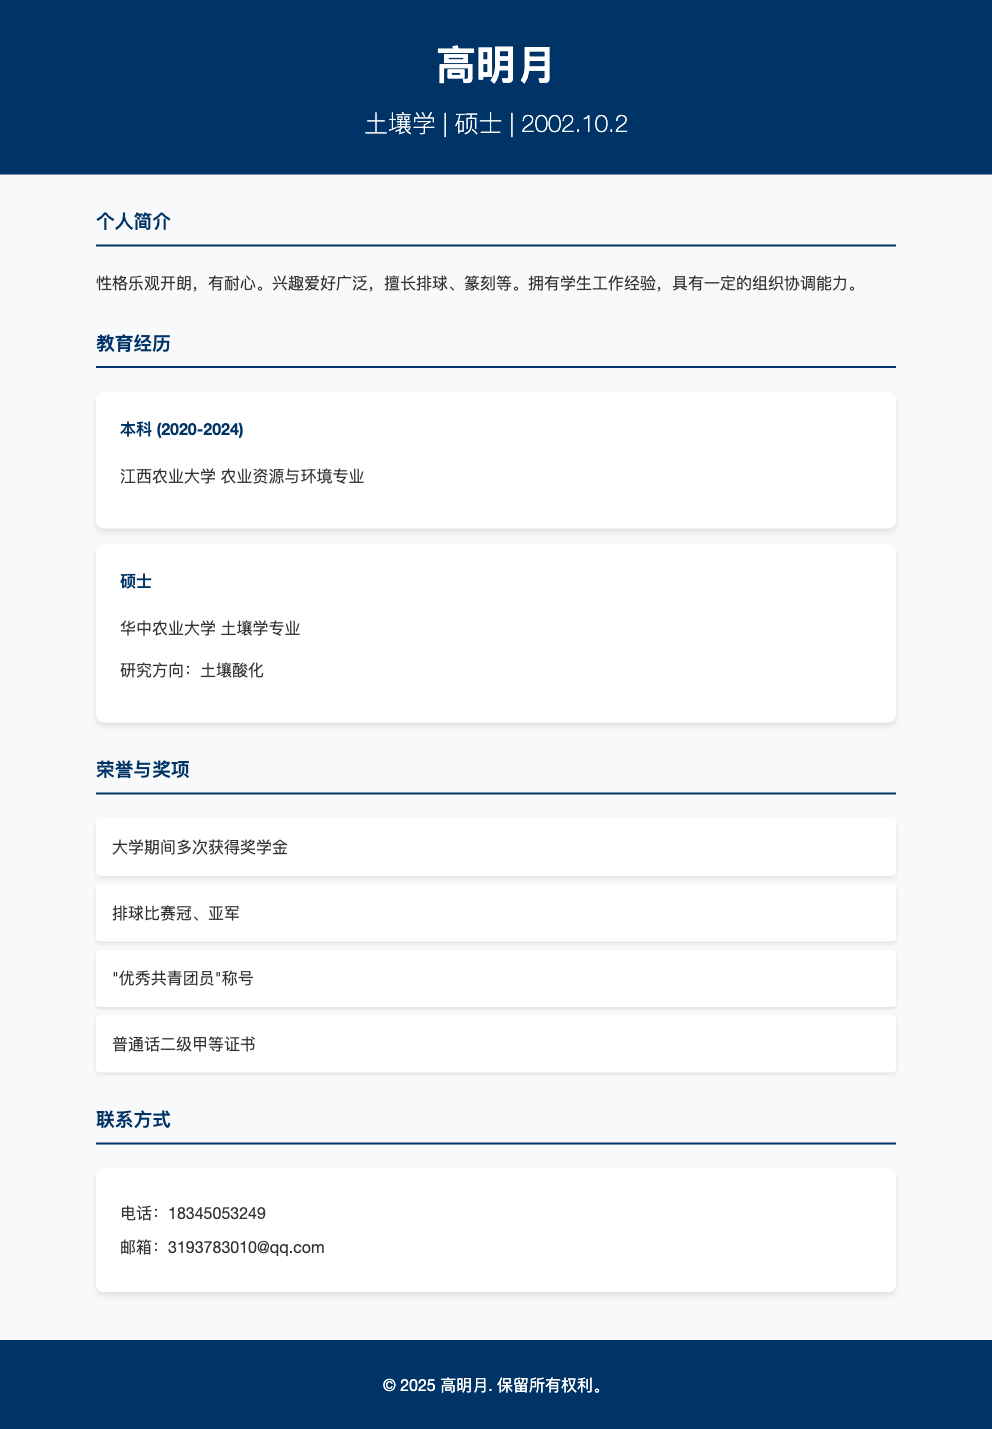 高明月
土壤学 | 硕士 | 2002.10.2
个人简介
性格乐观开朗，有耐心。兴趣爱好广泛，擅长排球、篆刻等。拥有学生工作经验，具有一定的组织协调能力。
教育经历
本科 (2020-2024)
江西农业大学 农业资源与环境专业
硕士
华中农业大学 土壤学专业
研究方向：土壤酸化
荣誉与奖项
大学期间多次获得奖学金
排球比赛冠、亚军
"优秀共青团员"称号
普通话二级甲等证书
联系方式
电话：18345053249
邮箱：3193783010@qq.com
© 2025 高明月. 保留所有权利。